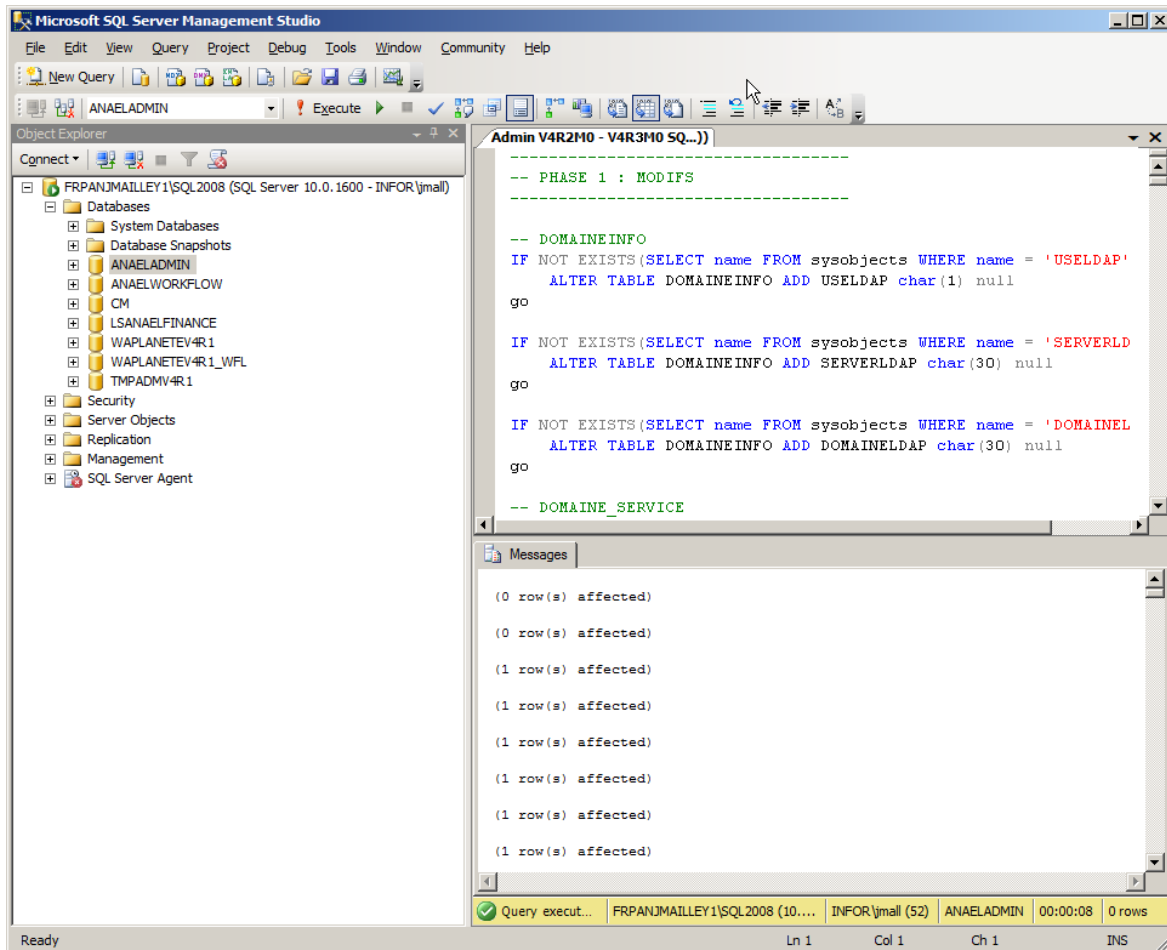 Microsoft SQL Server Management Studio
File Edit View Query Project Debug Tools Window Community Help
New Query
ANAELADMIN
Execute
Object Explorer
Connect
FRPANJMAILLEY1\SQL2008 (SQL Server 10.0.1600 - INFOR\jmall)
Databases
System Databases
Database Snapshots
ANAELADMIN
ANAELWORKFLOW
CM
LSANAELFINANCE
WAPLANETEV4R1
WAPLANETEV4R1_WFL
TMPADMV4R1
Security
Server Objects
Replication
Management
SQL Server Agent
Admin V4R2M0 - V4R3M0 SQ...))
-----------------------------------
-- PHASE 1 : MODIFS
-----------------------------------
-- DOMAINEINFO
IF NOT EXISTS(SELECT name FROM sysobjects WHERE name = 'USELDAP'
ALTER TABLE DOMAINEINFO ADD USELDAP char(1) null
go
IF NOT EXISTS(SELECT name FROM sysobjects WHERE name = 'SERVERLD
ALTER TABLE DOMAINEINFO ADD SERVERLDAP char(30) null
go
IF NOT EXISTS(SELECT name FROM sysobjects WHERE name = 'DOMAINEL
ALTER TABLE DOMAINEINFO ADD DOMAINELDAP char(30) null
go
-- DOMAINE_SERVICE
Messages
(0 row(s) affected)
(0 row(s) affected)
(1 row(s) affected)
(1 row(s) affected)
(1 row(s) affected)
(1 row(s) affected)
(1 row(s) affected)
(1 row(s) affected)
Query execut... FRPANJMAILLEY1\SQL2008 (10.... INFOR\jmall (52) ANAELADMIN 00:00:08 0 rows
Ready Ln 1 Col 1 Ch 1 INS